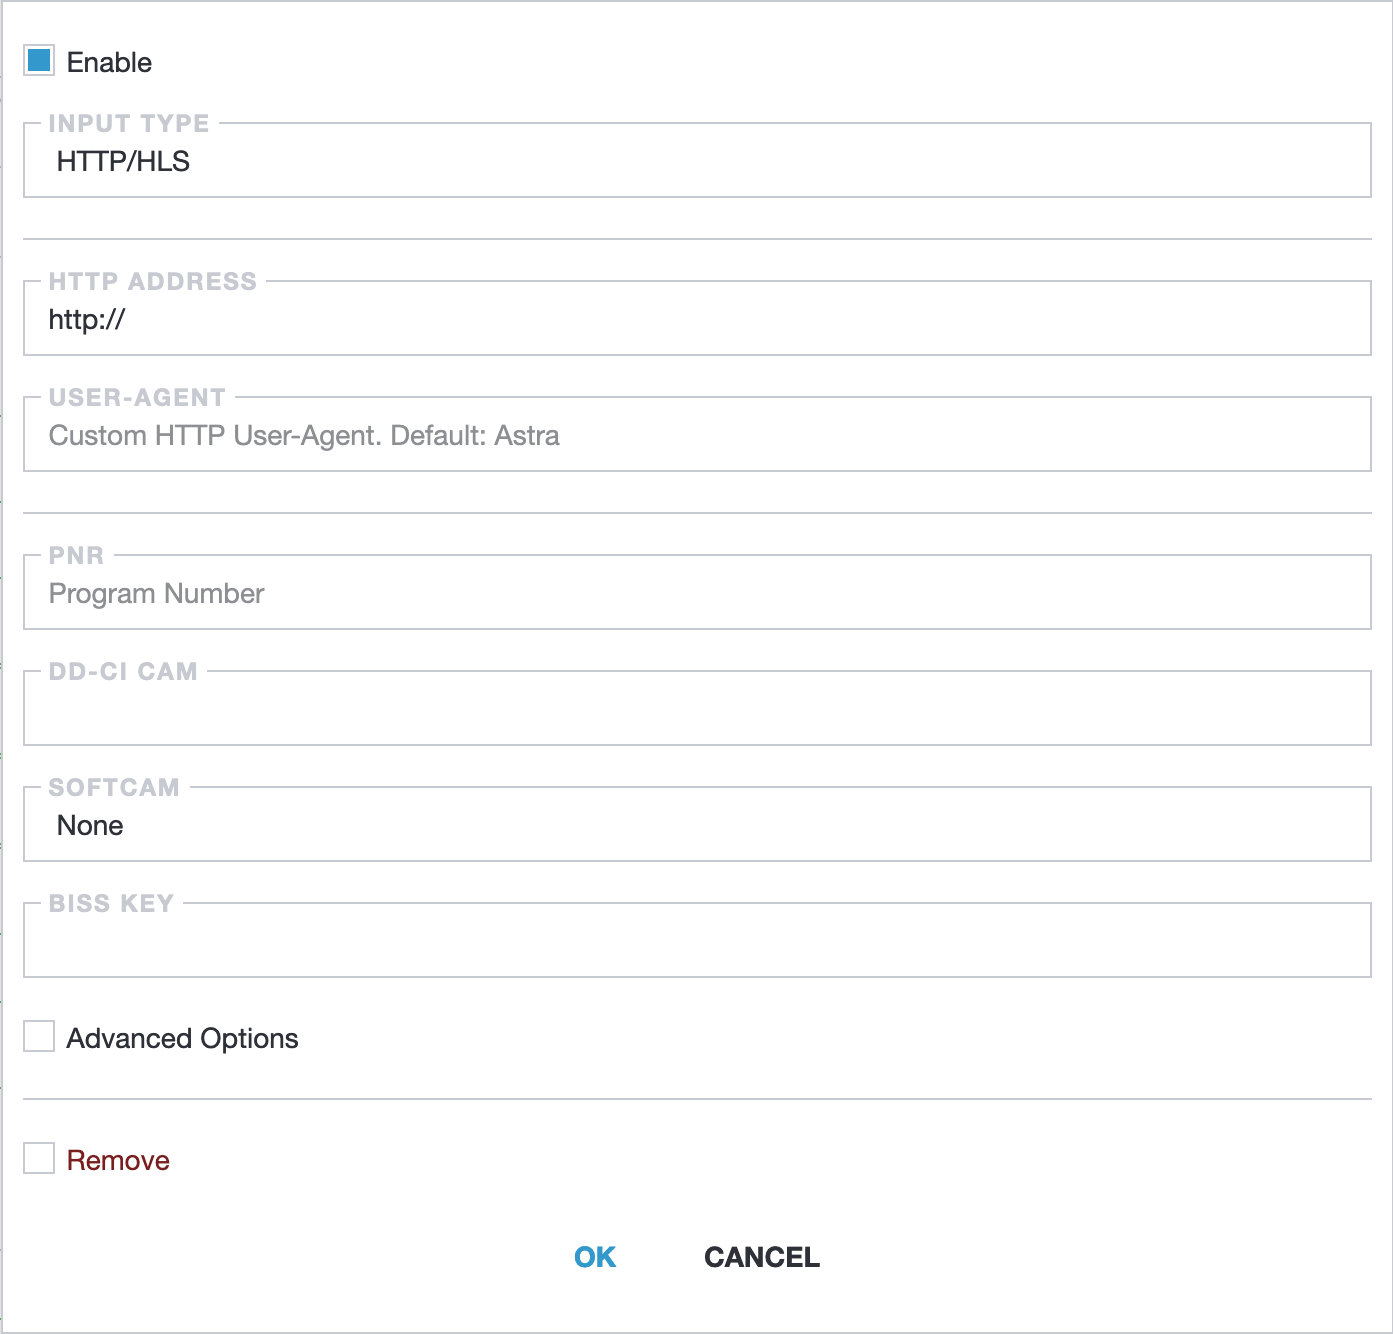 Enable
INPUT TYPE
HTTP/HLS
HTTP ADDRESS
http://
USER-AGENT
Custom HTTP User-Agent. Default: Astra
PNR
Program Number
DD-CI CAM
SOFTCAM
None
BISS KEY
Advanced Options
Remove
OK CANCEL